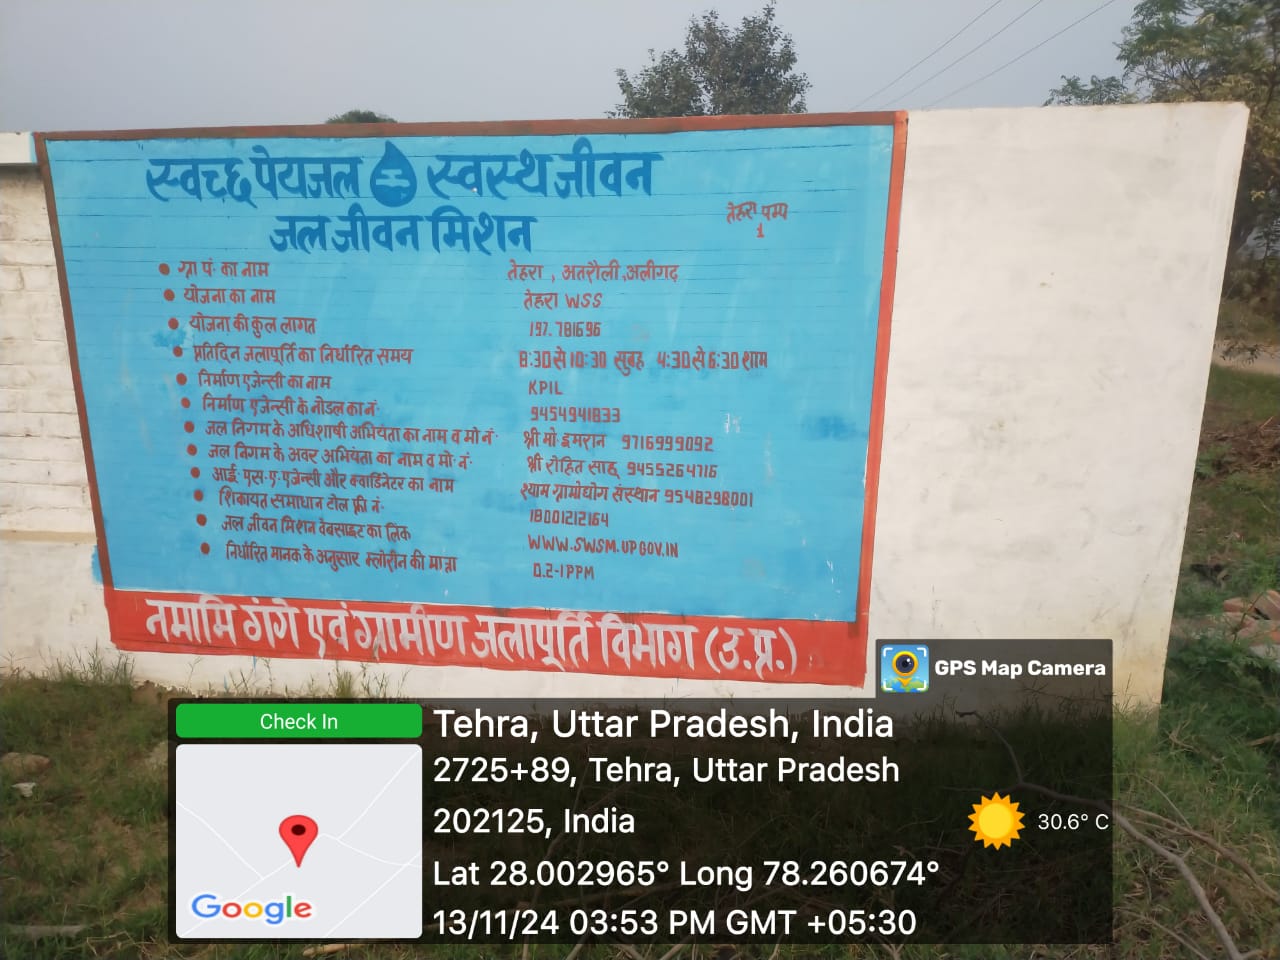 स्वच्छ पेयजल स्वस्थ जीवन
जल जीवन मिशन
तेहरा पम्प
1
• ग्रा पं. का नाम तेहरा , अतरौली ,अलीगढ़
• योजना का नाम तेहरा WSS
• योजना की कुल लागत 197.781696
• प्रतिदिन जलापूर्ति का निर्धारित समय 8:30 से 10:30 सुबह 4:30 से 6:30 शाम
• निर्माण एजेन्सी का नाम KPIL
• निर्माण एजेन्सी के नोडल का नं. 9454941833
• जल निगम के अधिशाषी अभियंता का नाम व मो नं. श्री मो इमरान 9716999092
• जल निगम के अवर अभियंता का नाम व मो. नं. श्री रोहित साहू 9455264716
• आई. एस. ए. एजेन्सी और क्वार्डिनेटर का नाम श्याम ग्रामोद्योग संस्थान 9548298001
• शिकायत समाधान टोल फ्री नं. 18001212164
• जल जीवन मिशन वेबसाइट का लिंक WWW.SWSM.UPGOV.IN
• निर्धारित मानक के अनुसार क्लोरीन की मात्रा 0.2-1PPM
नमामि गंगे एवं ग्रामीण जलापूर्ति विभाग (उ.प्र.)
GPS Map Camera
Check In
Tehra, Uttar Pradesh, India
2725+89, Tehra, Uttar Pradesh
202125, India
30.6° C
Lat 28.002965° Long 78.260674°
13/11/24 03:53 PM GMT +05:30
Google